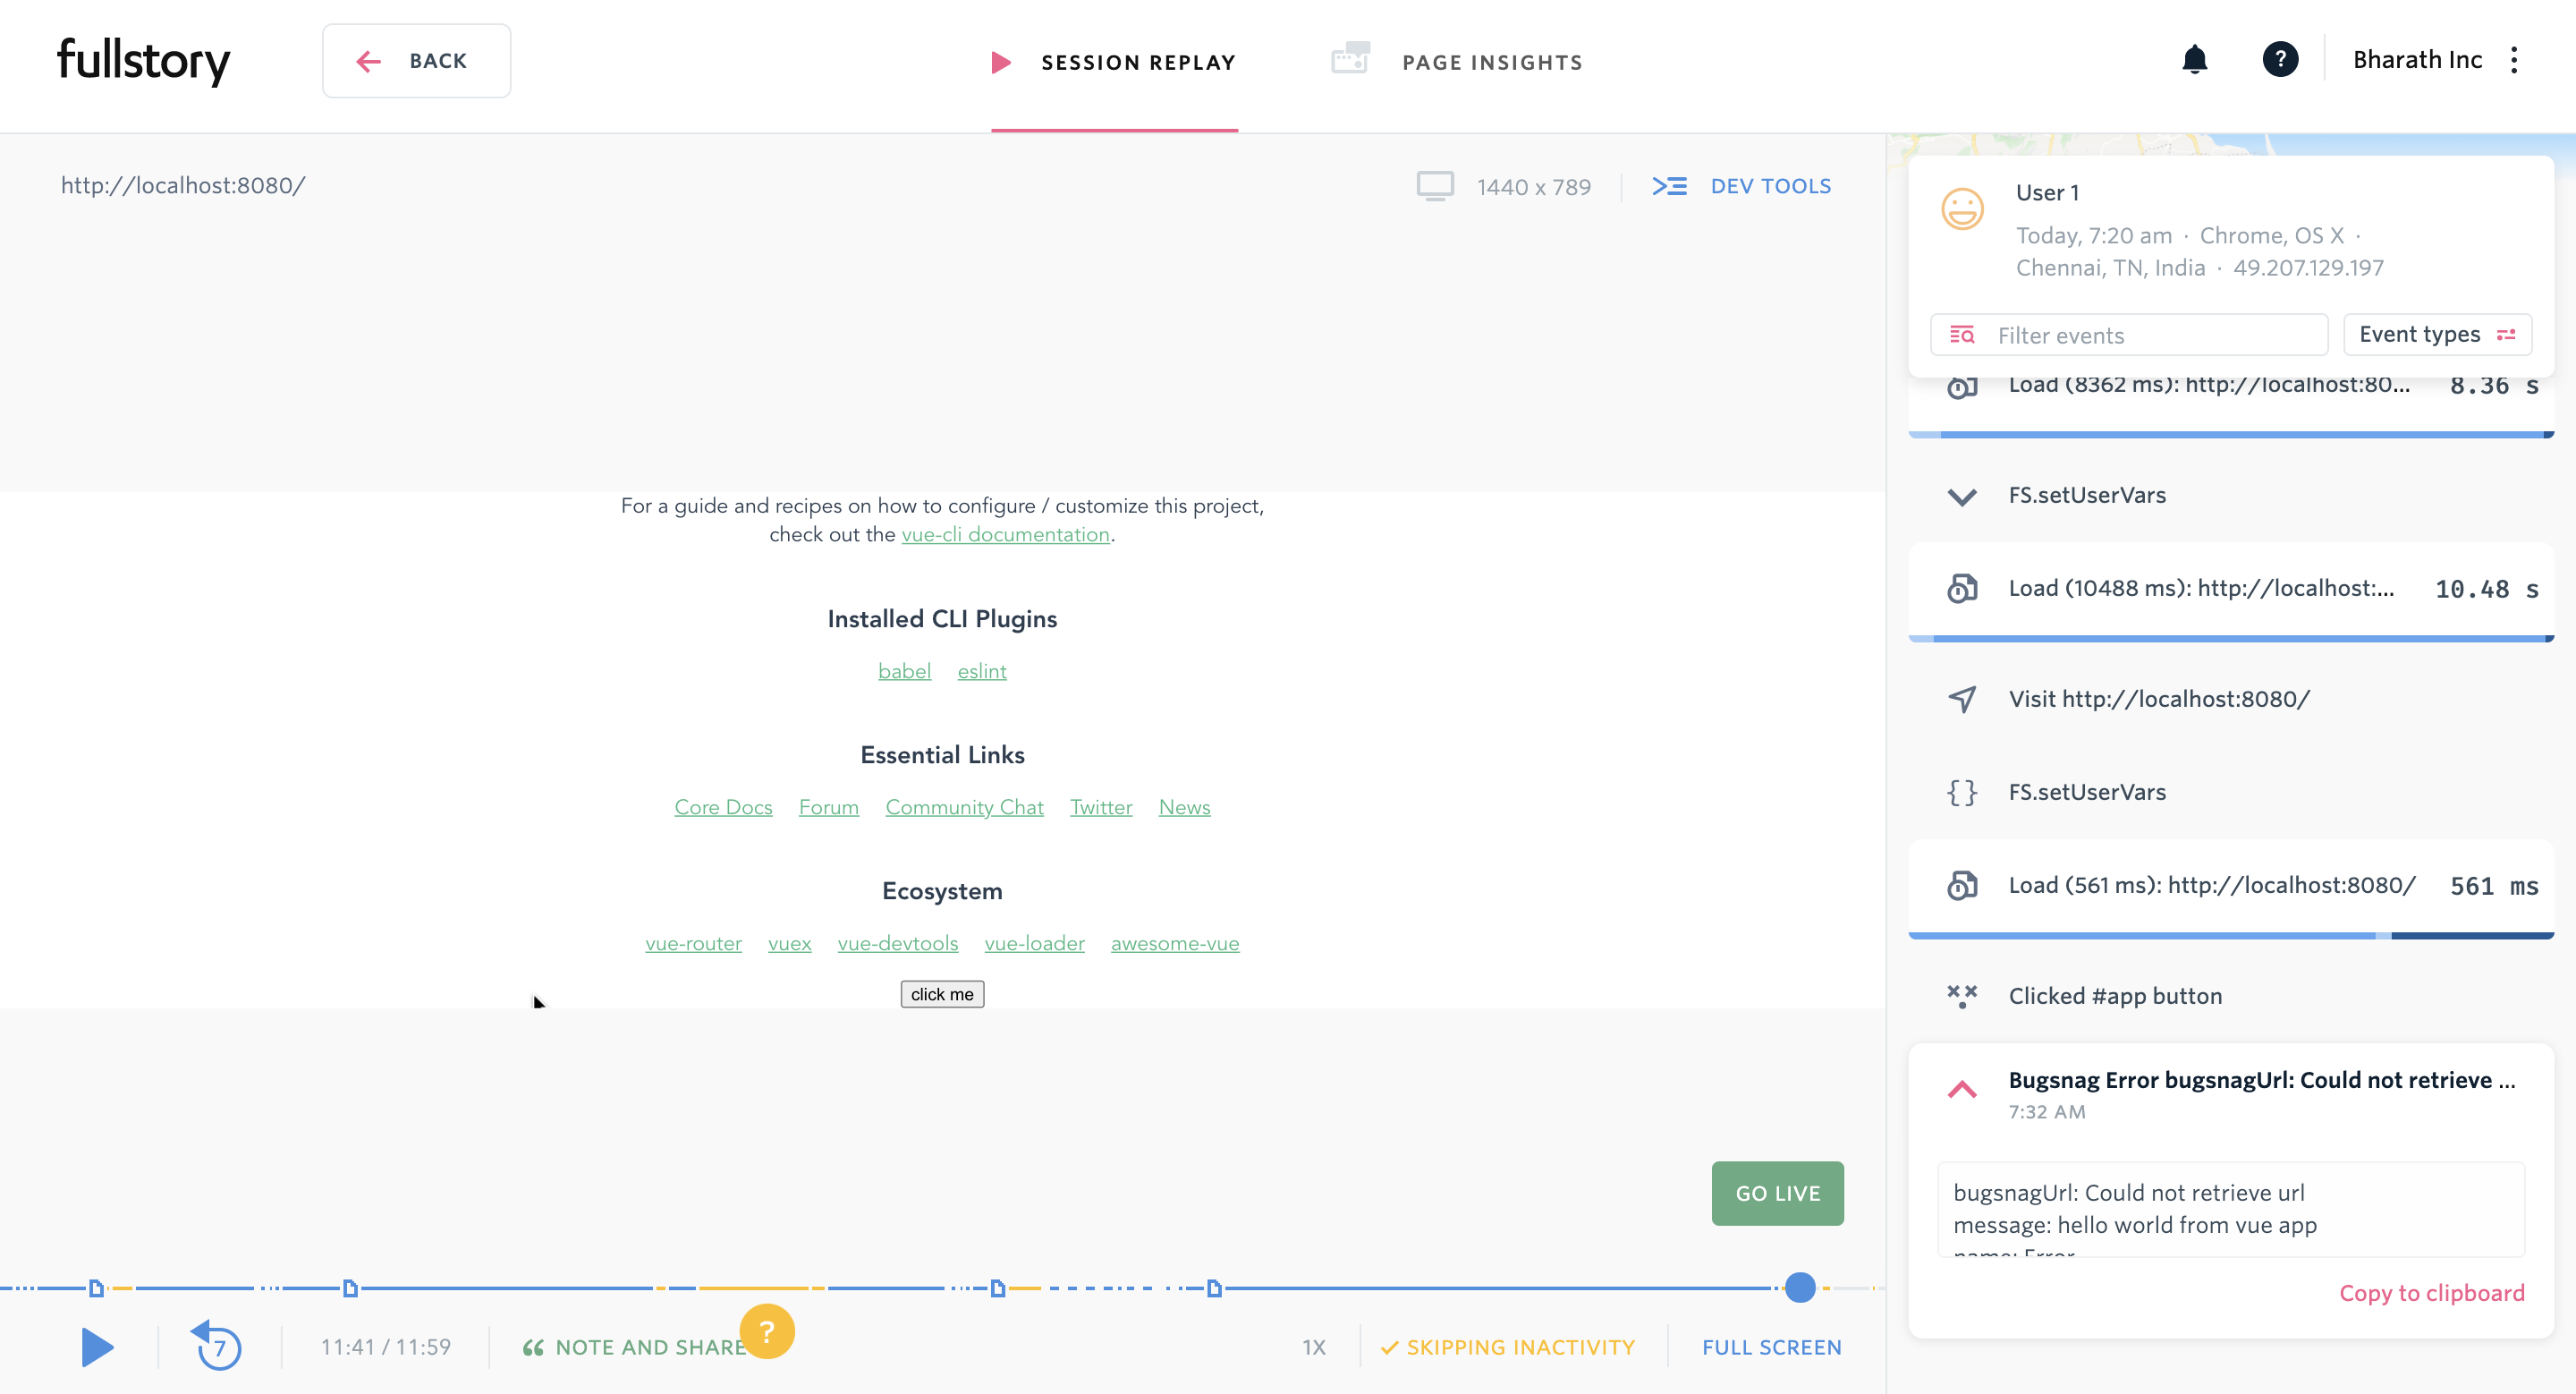 fullstory
BACK
SESSION REPLAY
PAGE INSIGHTS
?
Bharath Inc
http://localhost:8080/
1440 x 789
DEV TOOLS
User 1
Today, 7:20 am · Chrome, OS X ·
Chennai, TN, India · 49.207.129.197
Filter events
Event types
Load (8362 ms): http://localhost:80... 8.36 s
FS.setUserVars
Load (10488 ms): http://localhost:... 10.48 s
Visit http://localhost:8080/
{} FS.setUserVars
Load (561 ms): http://localhost:8080/ 561 ms
Clicked #app button
Bugsnag Error bugsnagUrl: Could not retrieve ...
7:32 AM
bugsnagUrl: Could not retrieve url
message: hello world from vue app
name: Error
Copy to clipboard
For a guide and recipes on how to configure / customize this project,
check out the vue-cli documentation.
Installed CLI Plugins
babel eslint
Essential Links
Core Docs Forum Community Chat Twitter News
Ecosystem
vue-router vuex vue-devtools vue-loader awesome-vue
click me
GO LIVE
7
11:41 / 11:59
NOTE AND SHARE
?
1X
SKIPPING INACTIVITY
FULL SCREEN